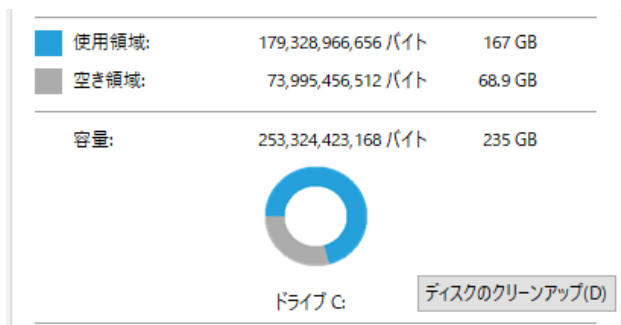 使用領域: 179,328,966,656 バイト 167 GB
空き領域: 73,995,456,512 バイト 68.9 GB
容量: 253,324,423,168 バイト 235 GB
ドライブ C:
ディスクのクリーンアップ(D)